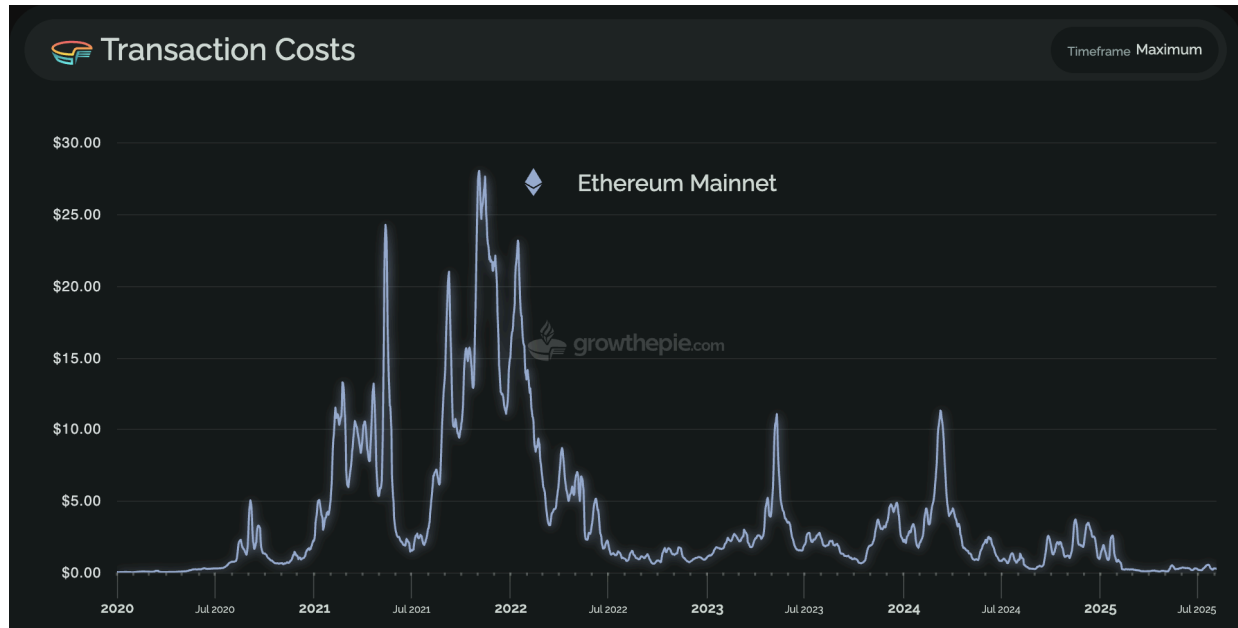 Transaction Costs
Timeframe Maximum
$30.00
Ethereum Mainnet
$25.00
$20.00
growthepie.com
$15.00
$10.00
$5.00
$0.00
2020 Jul 2020 2021 Jul 2021 2022 Jul 2022 2023 Jul 2023 2024 Jul 2024 2025 Jul 2025